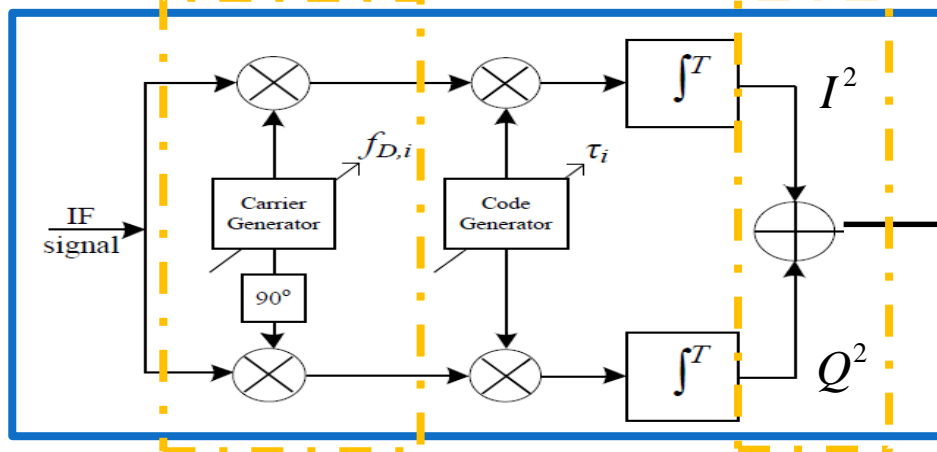 IF
signal
f_{D,i}
Carrier
Generator
90°
τ_i
Code
Generator
∫^T
∫^T
I^2
Q^2